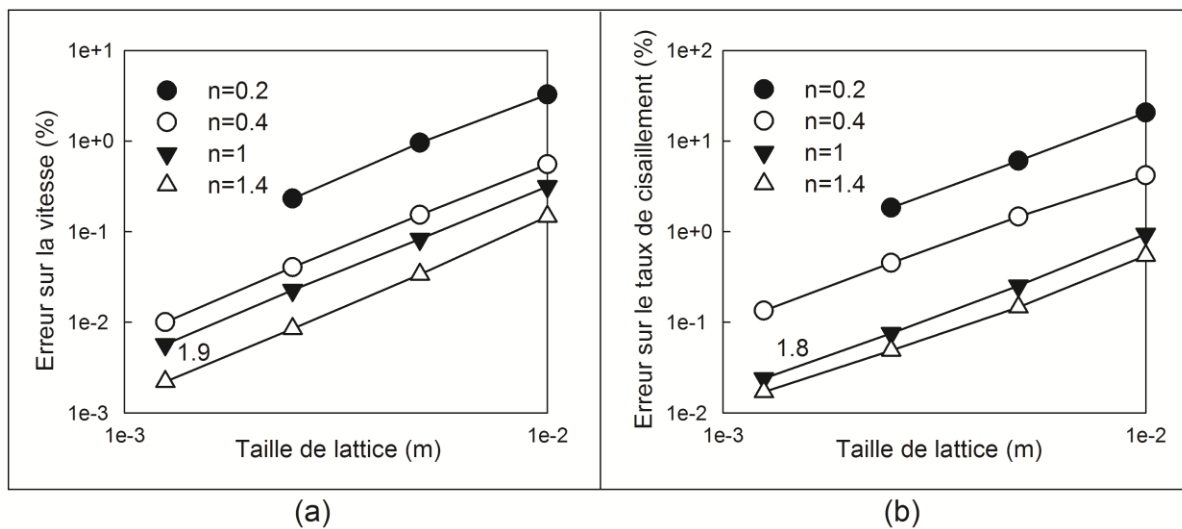 Erreur sur la vitesse (%)
1e+1
1e+0
1e-1
1e-2
1e-3
n=0.2
n=0.4
n=1
n=1.4
1.9
1e-3
1e-2
Taille de lattice (m)
(a)
Erreur sur le taux de cisaillement (%)
1e+2
1e+1
1e+0
1e-1
1e-2
n=0.2
n=0.4
n=1
n=1.4
1.8
1e-3
1e-2
Taille de lattice (m)
(b)